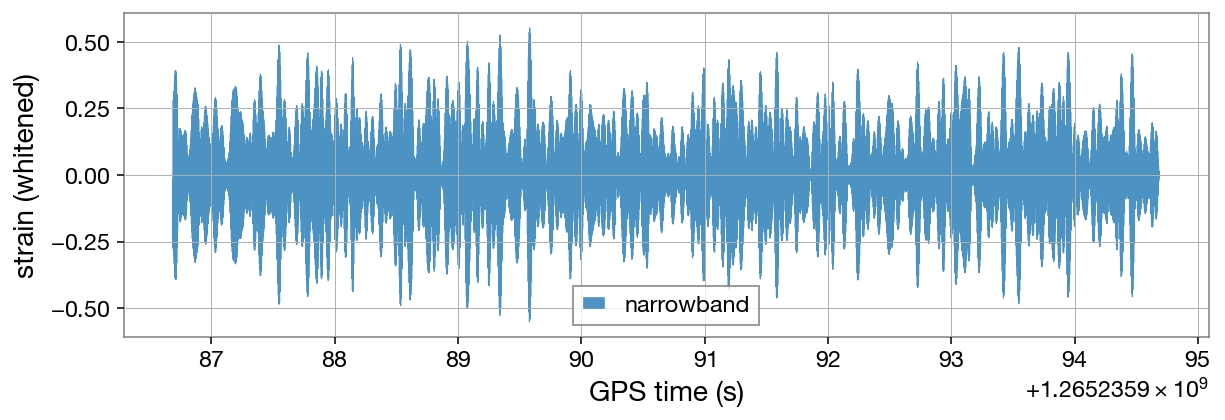 strain (whitened)
0.50
0.25
0.00
−0.25
−0.50
narrowband
87 88 89 90 91 92 93 94 95
GPS time (s)
+1.2652359 × 10⁹